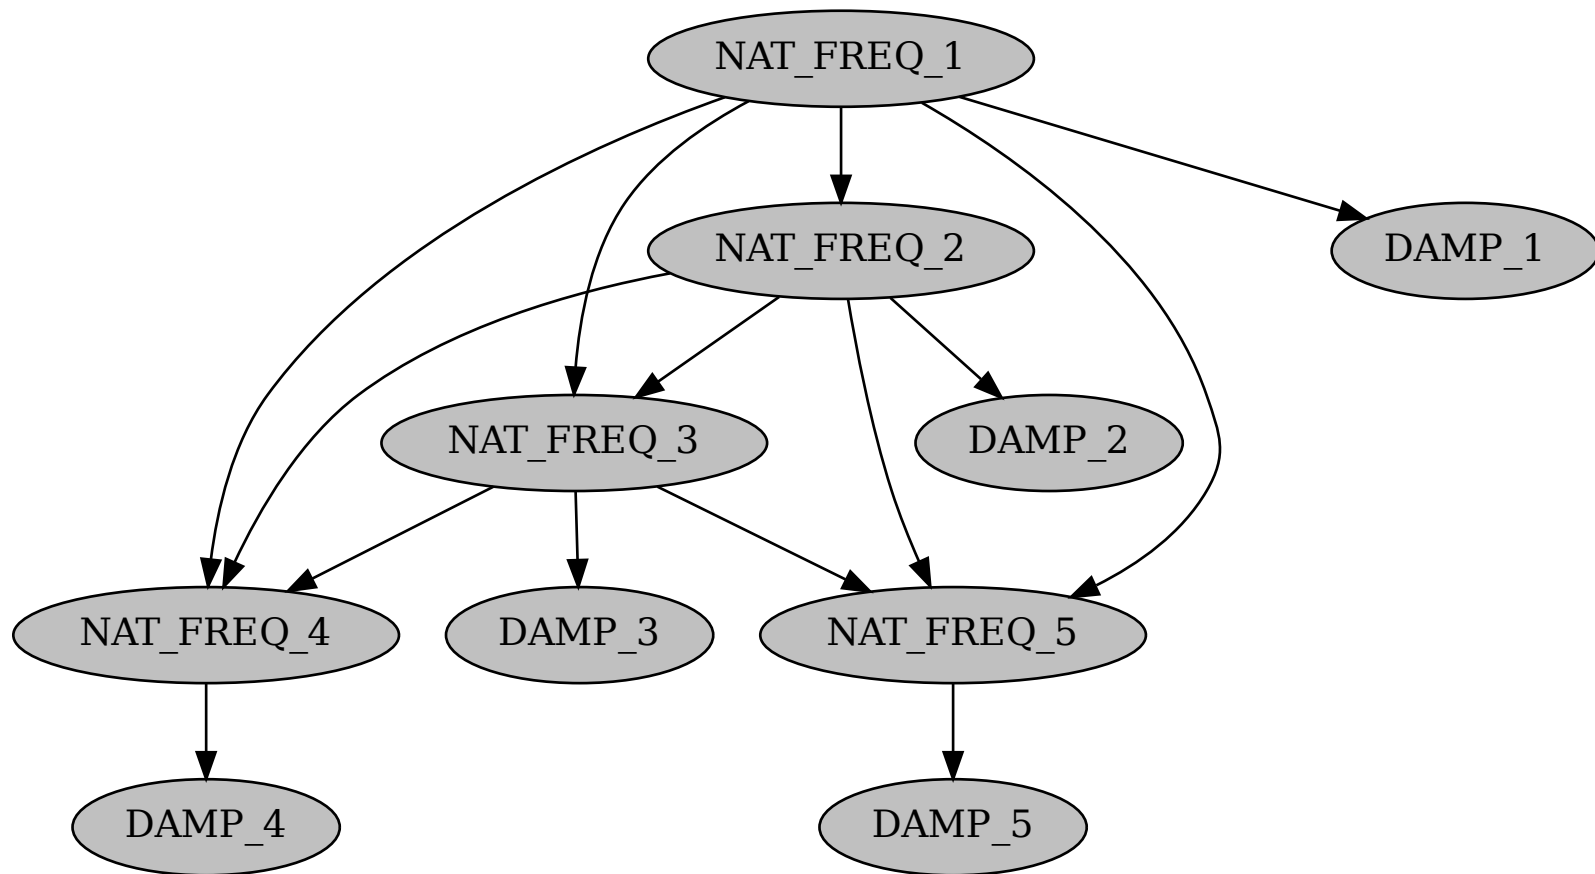 NAT_FREQ_1
NAT_FREQ_2
DAMP_1
NAT_FREQ_3
DAMP_2
NAT_FREQ_4
DAMP_3
NAT_FREQ_5
DAMP_4
DAMP_5